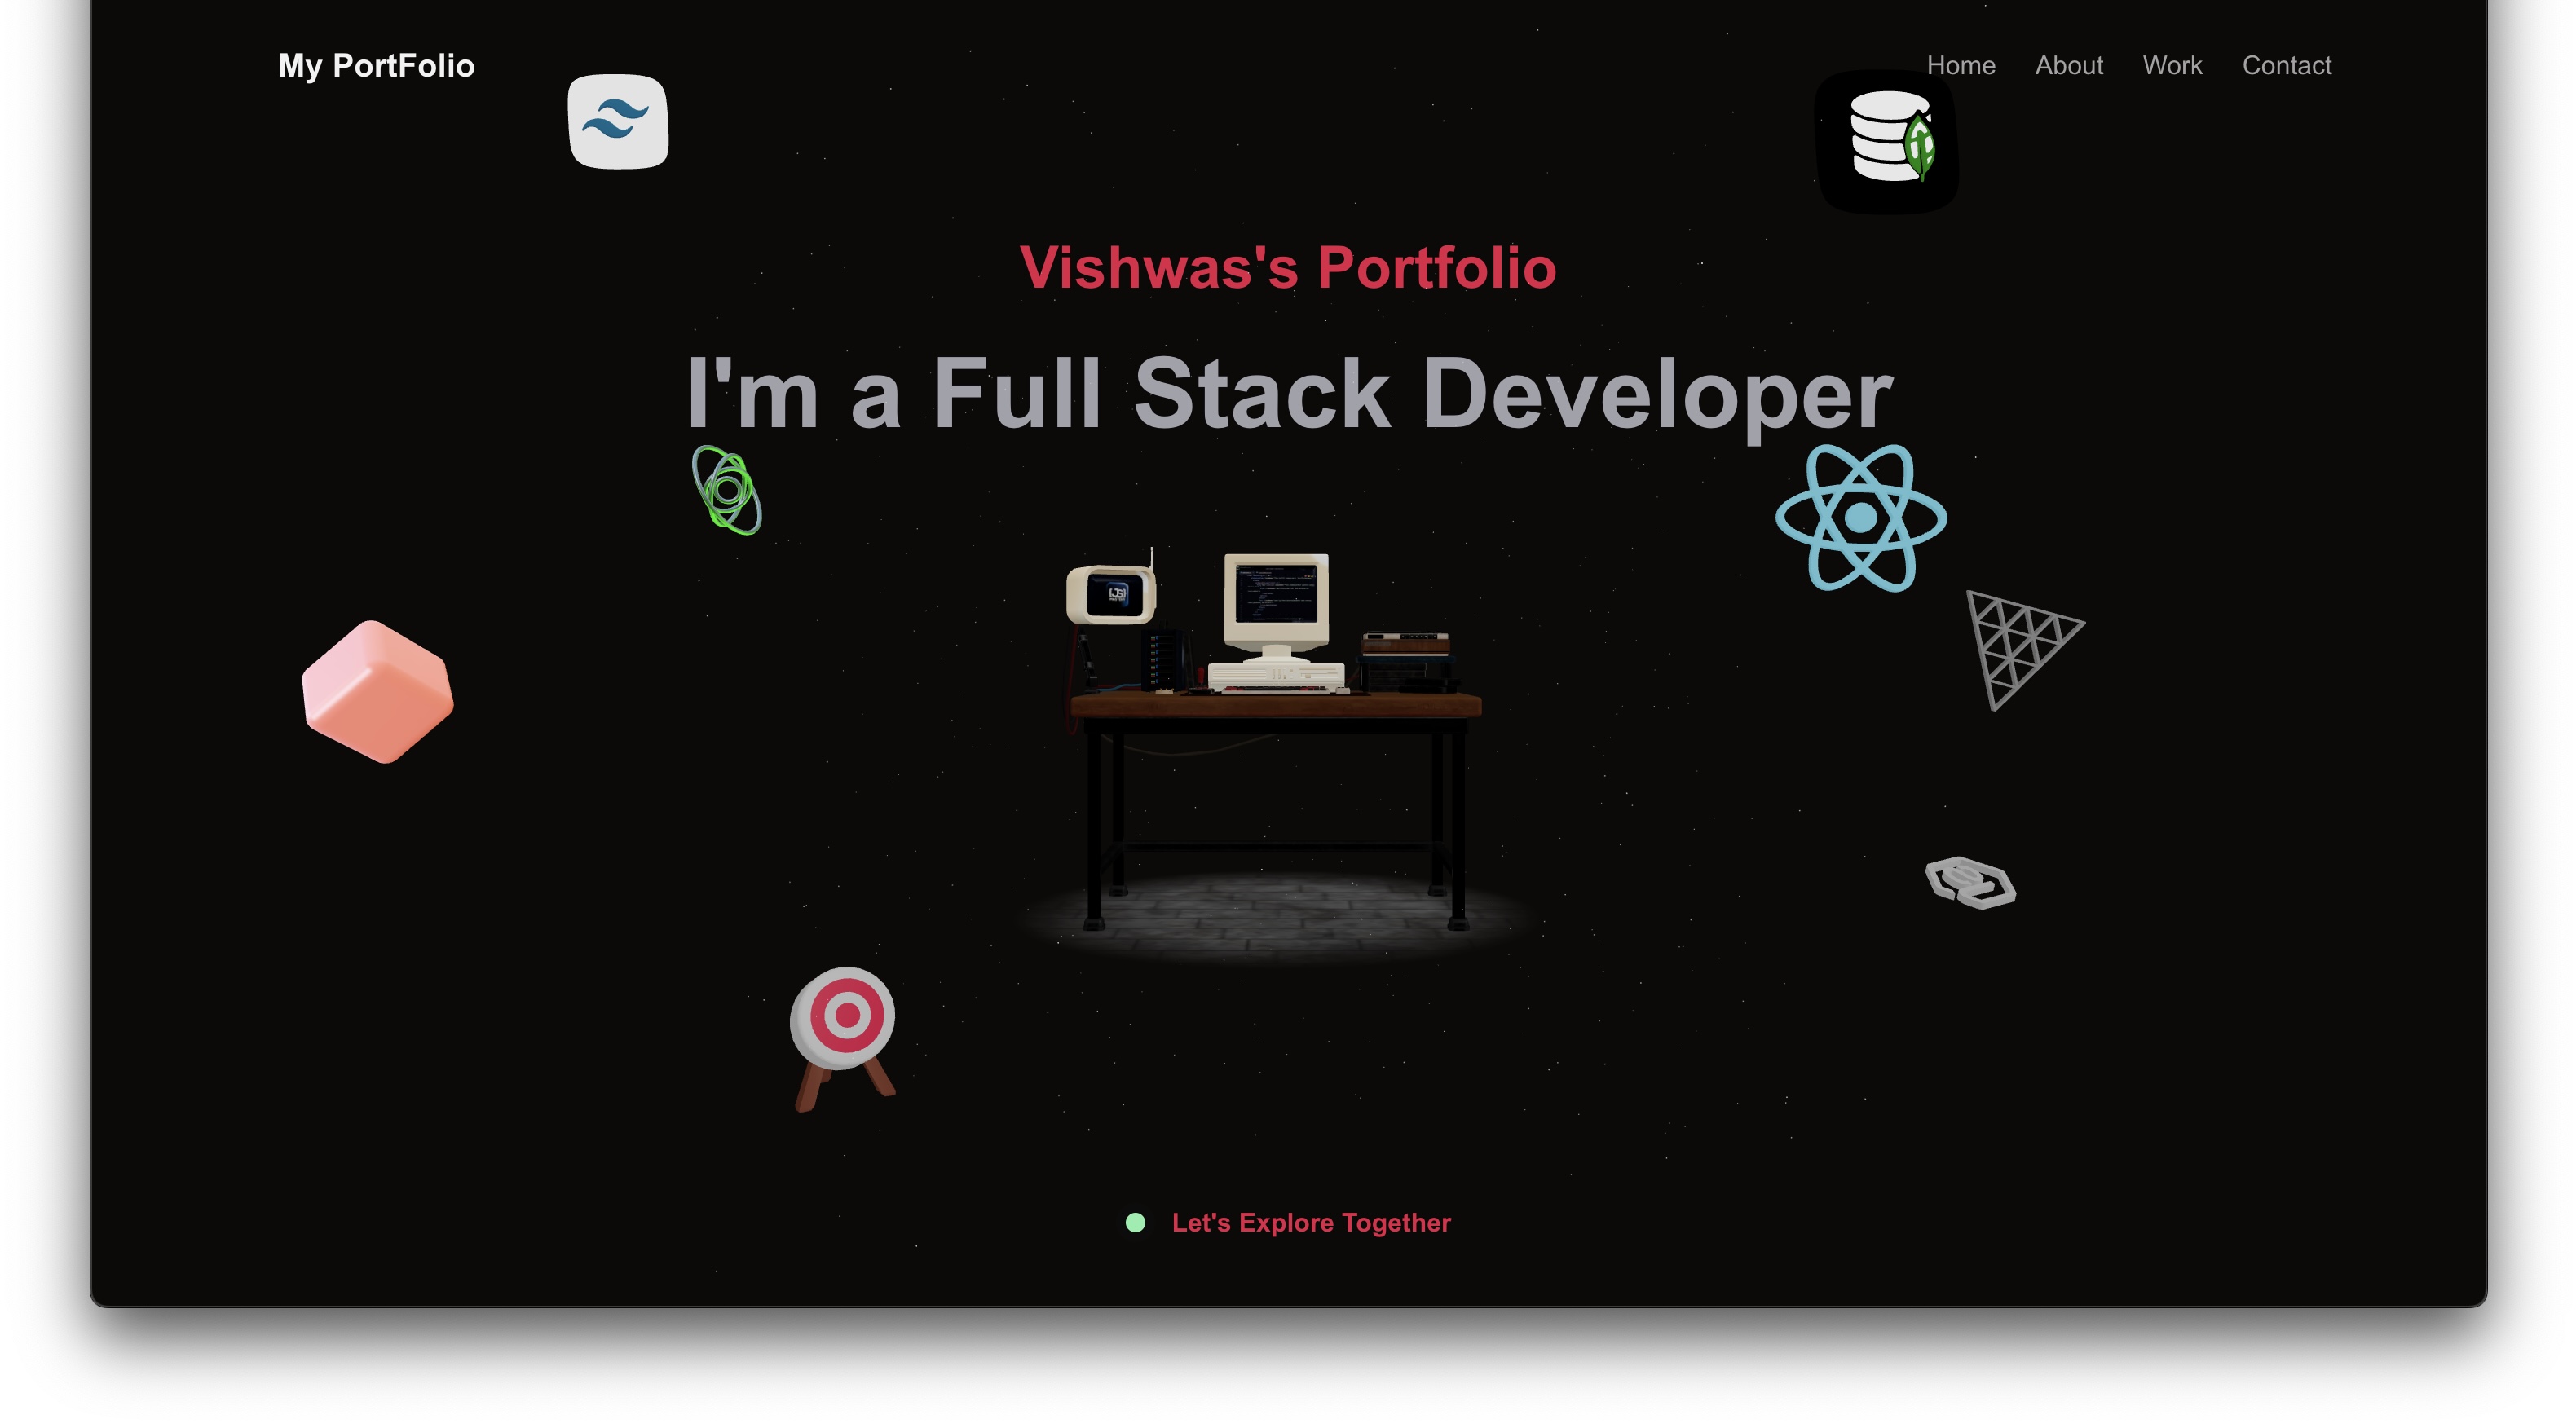 My PortFolio
Home About Work Contact
Vishwas's Portfolio
I'm a Full Stack Developer
Let's Explore Together